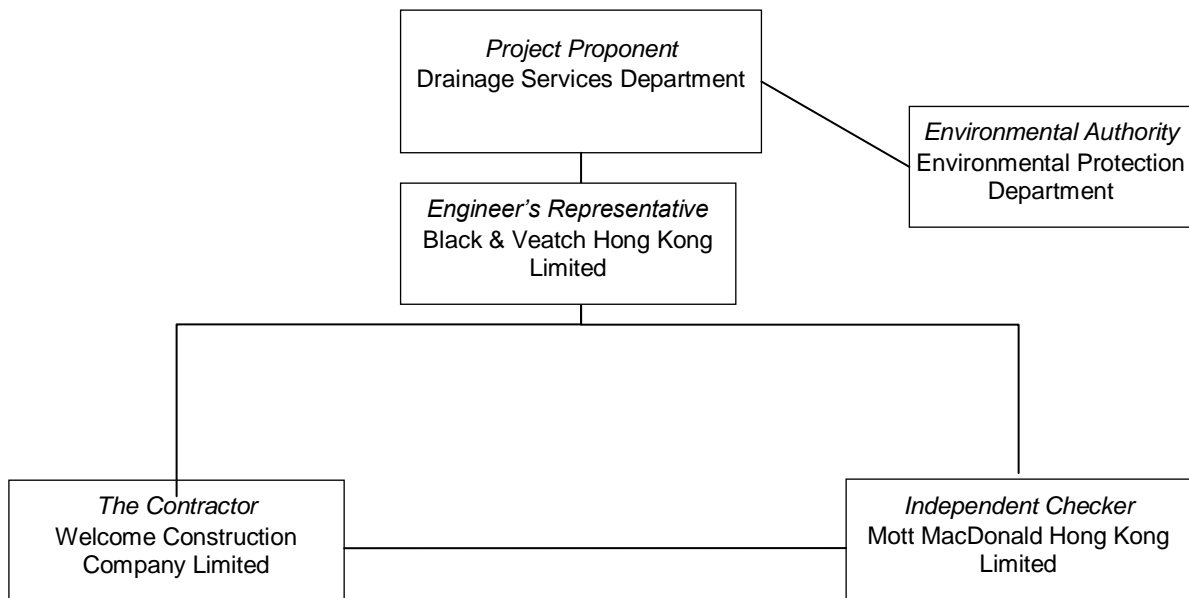 Project Proponent
Drainage Services Department
Environmental Authority
Environmental Protection
Department
Engineer’s Representative
Black & Veatch Hong Kong
Limited
The Contractor
Welcome Construction
Company Limited
Independent Checker
Mott MacDonald Hong Kong
Limited